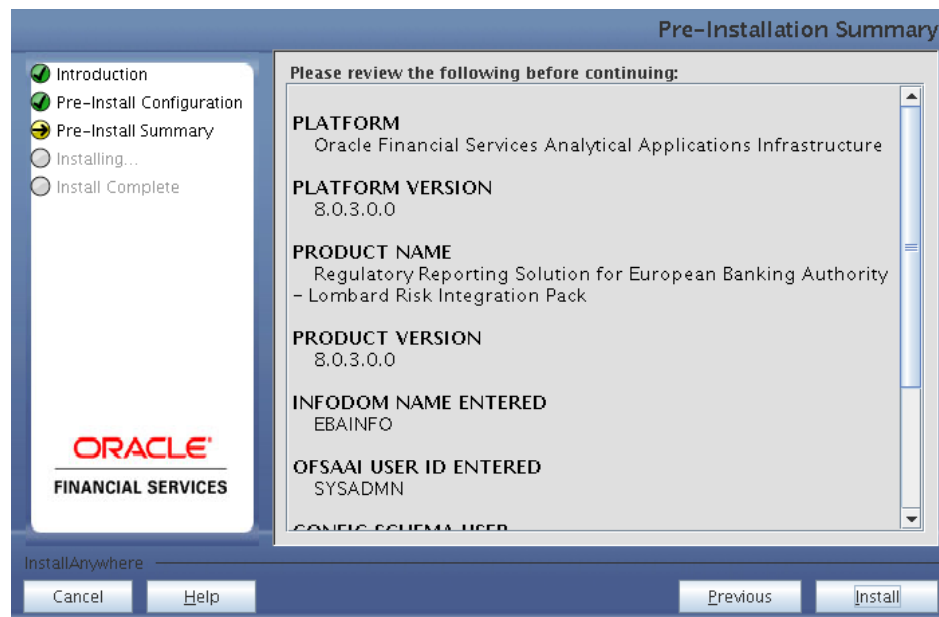 Pre-Installation Summary
Introduction
Pre-Install Configuration
Pre-Install Summary
Installing...
Install Complete
ORACLE
FINANCIAL SERVICES
Please review the following before continuing:
PLATFORM
Oracle Financial Services Analytical Applications Infrastructure
PLATFORM VERSION
8.0.3.0.0
PRODUCT NAME
Regulatory Reporting Solution for European Banking Authority
– Lombard Risk Integration Pack
PRODUCT VERSION
8.0.3.0.0
INFODOM NAME ENTERED
EBAINFO
OFSAAI USER ID ENTERED
SYSADMN
CONFIG SCHEMA USER
InstallAnywhere
Cancel
Help
Previous
Install